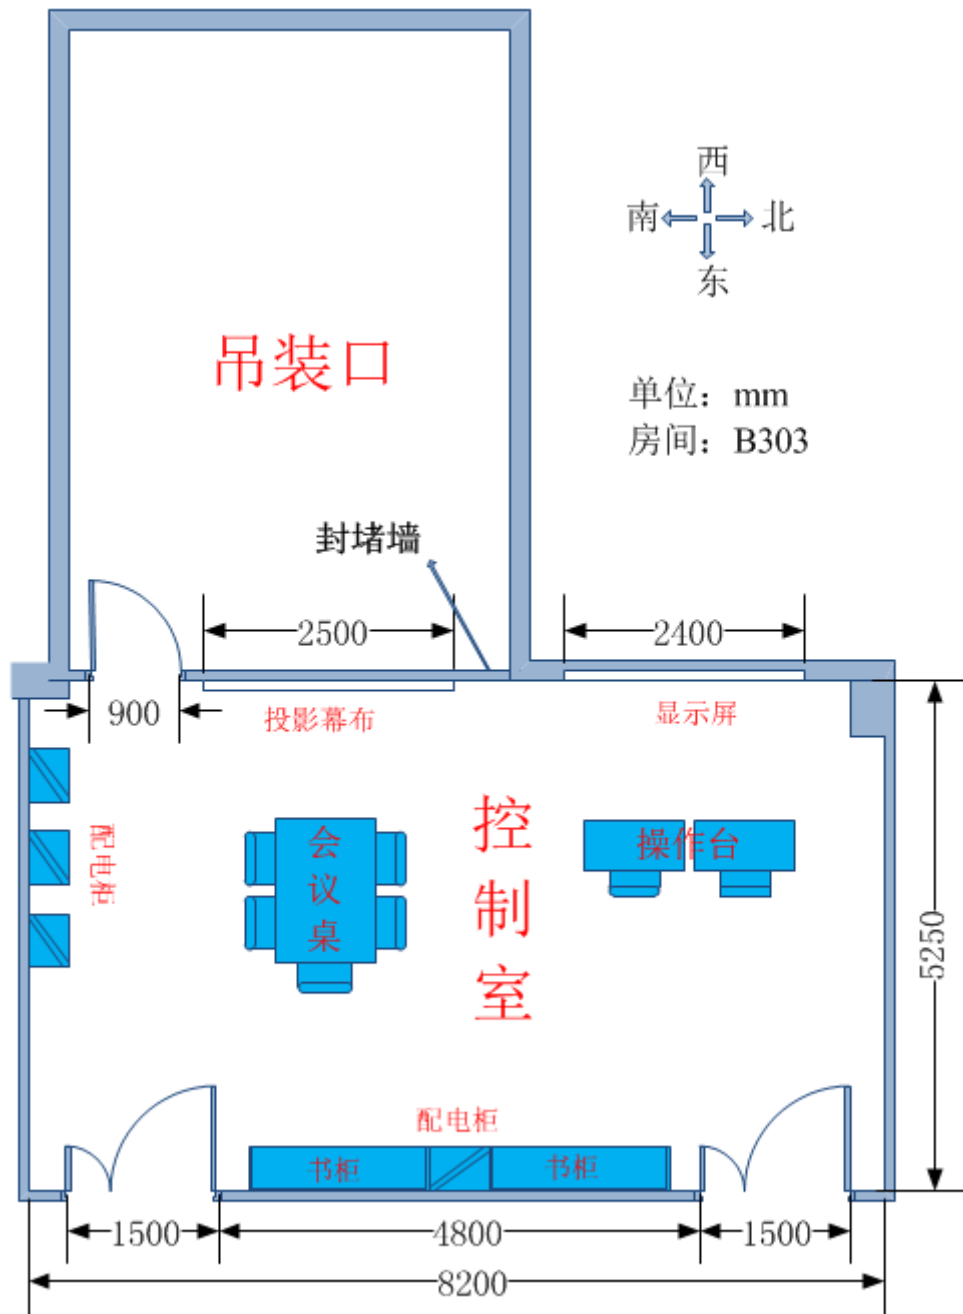 西
南
北
东
吊装口
单位：mm
房间：B303
封堵墙
2500
2400
900
投影幕布
显示屏
控制室
配电柜
会议桌
操作台
5250
配电柜
书柜
书柜
1500
4800
1500
8200